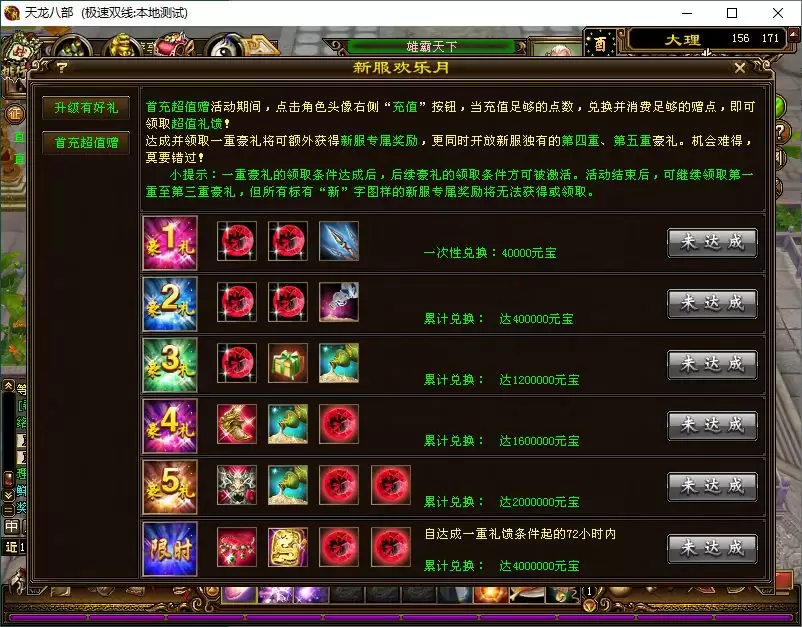 天龙八部 (极速双线:本地测试)
雄霸天下
酉
大理
156 171
?
新服欢乐月
升级有好礼
首充超值赠
首充超值赠活动期间，点击角色头像右侧“充值”按钮，当充值足够的点数，兑换并消费足够的赠点，即可
领取超值礼馈！
达成并领取一重豪礼将可额外获得新服专属奖励，更同时开放新服独有的第四重、第五重豪礼。机会难得，
莫要错过！
小提示：一重豪礼的领取条件达成后，后续豪礼的领取条件方可被激活。活动结束后，可继续领取第一
重至第三重豪礼，但所有标有“新”字图样的新服专属奖励将无法获得或领取。
豪1礼
一次性兑换：40000元宝
未达成
豪2礼
累计兑换： 达400000元宝
未达成
豪3礼
累计兑换： 达1200000元宝
未达成
豪4礼
累计兑换： 达1600000元宝
未达成
豪5礼
累计兑换： 达2000000元宝
未达成
限时
自达成一重礼馈条件起的72小时内
累计兑换： 达4000000元宝
未达成
甲
近1
1